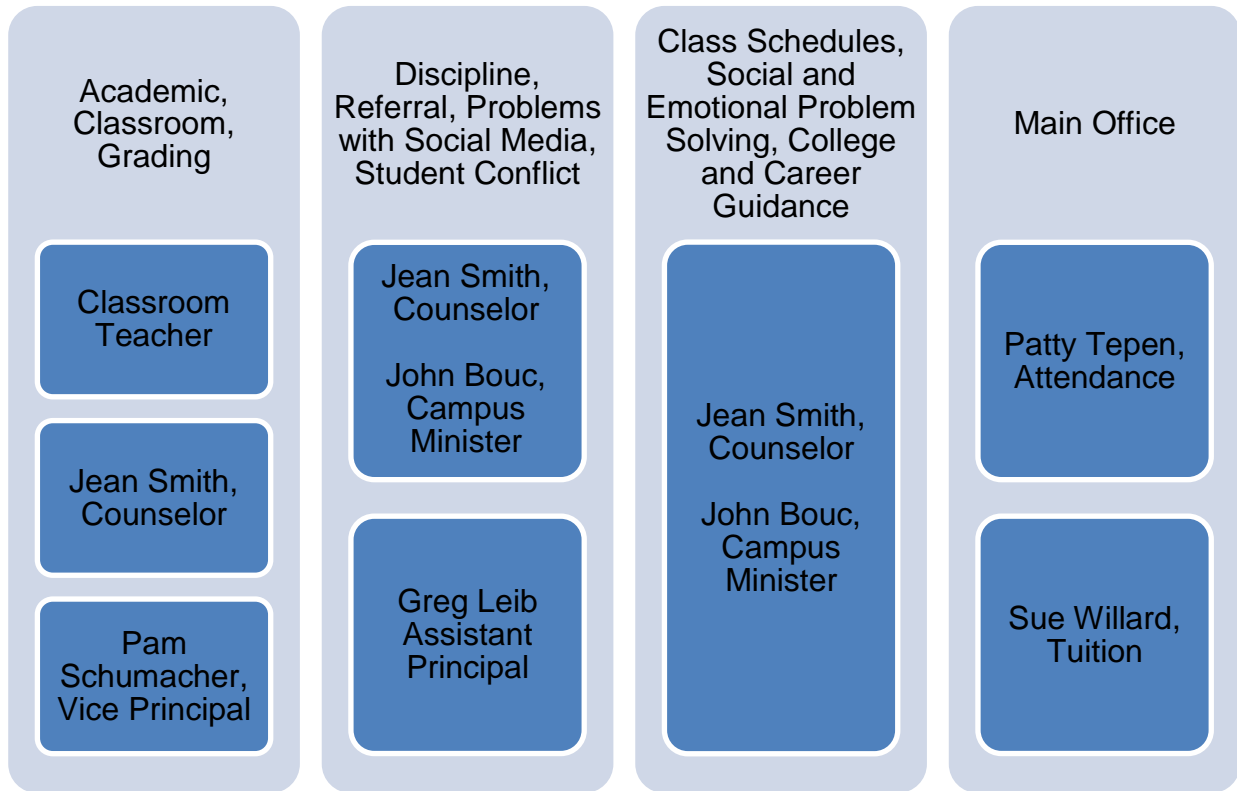 Academic,
Classroom,
Grading
Classroom
Teacher
Jean Smith,
Counselor
Pam
Schumacher,
Vice Principal
Discipline,
Referral, Problems
with Social Media,
Student Conflict
Jean Smith,
Counselor
John Bouc,
Campus
Minister
Greg Leib
Assistant
Principal
Class Schedules,
Social and
Emotional Problem
Solving, College
and Career
Guidance
Jean Smith,
Counselor
John Bouc,
Campus
Minister
Main Office
Patty Tepen,
Attendance
Sue Willard,
Tuition